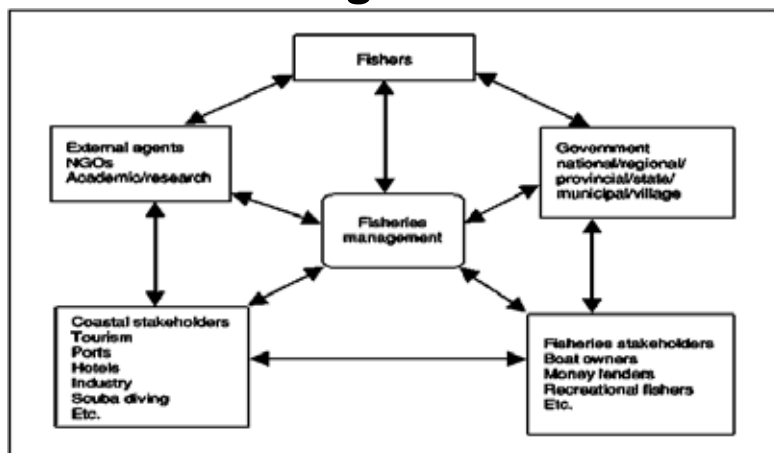 Fishers
External agents
NGOs
Academic/research
Government
national/regional/
provincial/state/
municipal/village
Fisheries
management
Coastal stakeholders
Tourism
Ports
Hotels
Industry
Scuba diving
Etc.
Fisheries stakeholders
Boat owners
Money lenders
Recreational fishers
Etc.